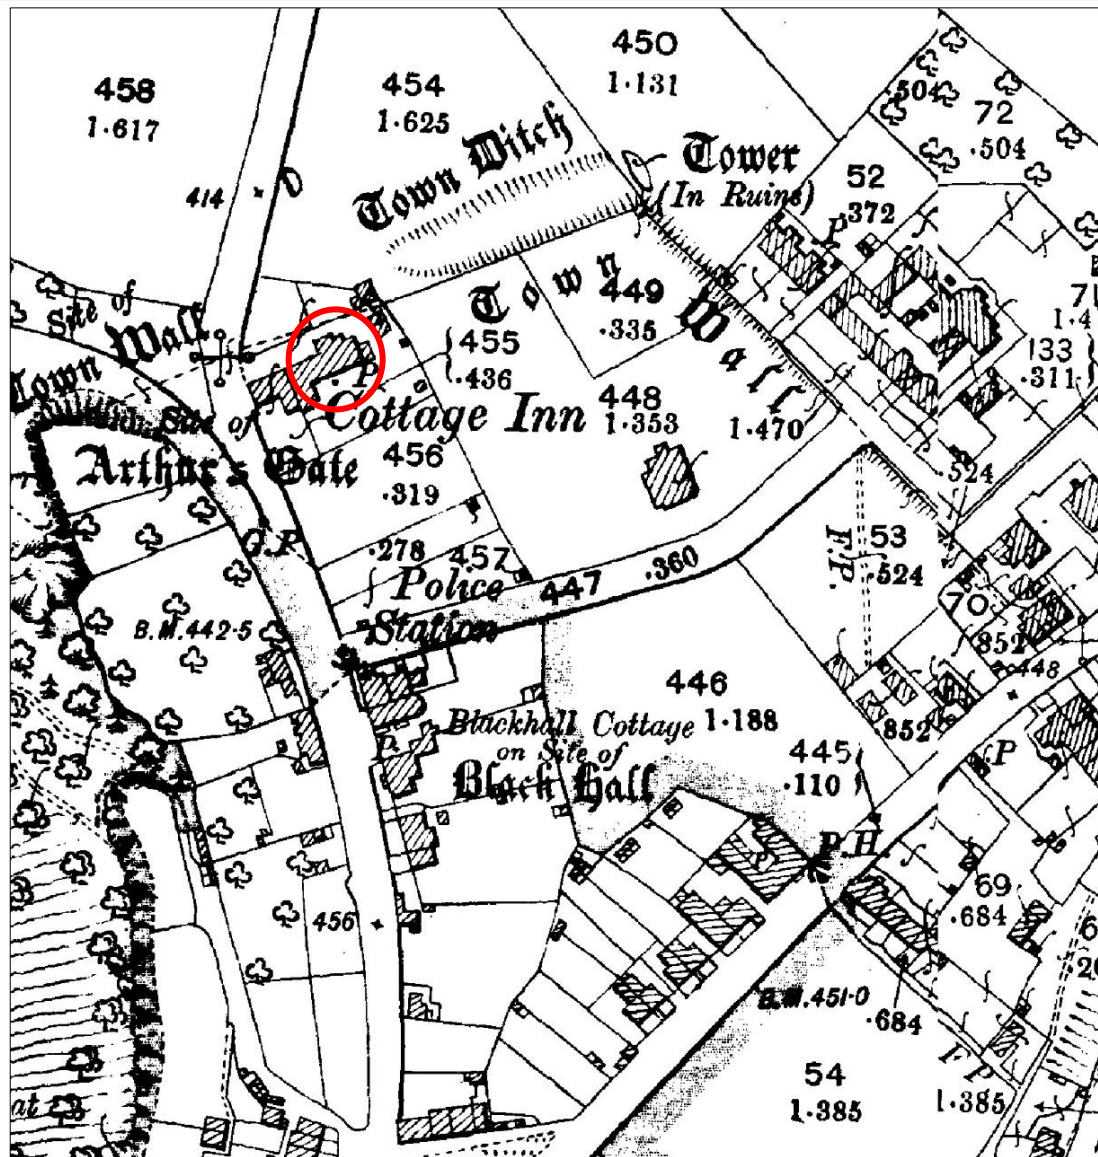 450
1·131
458
1·617
454
1·625
·504
72
·504
Town Ditch
Tower
(In Ruins)
52
·372
P
414
Site of
Town Wall
Town Wall
449
·335
71
1·4
455
·436
133
·311
P
Cottage Inn
448
1·353
1·470
Site of
Arthur's Gate
456
·319
·524
G.P.
·278
457
447
·360
F.P.
53
·524
Police
Station
B.M.442·5
70
852
448
446
1·188
852
P
Blackhall Cottage
on Site of
Black Hall
445
·110
P.
P.H.
69
·684
456
B.M.451·0
·684
F.P.
54
1·385
1·385